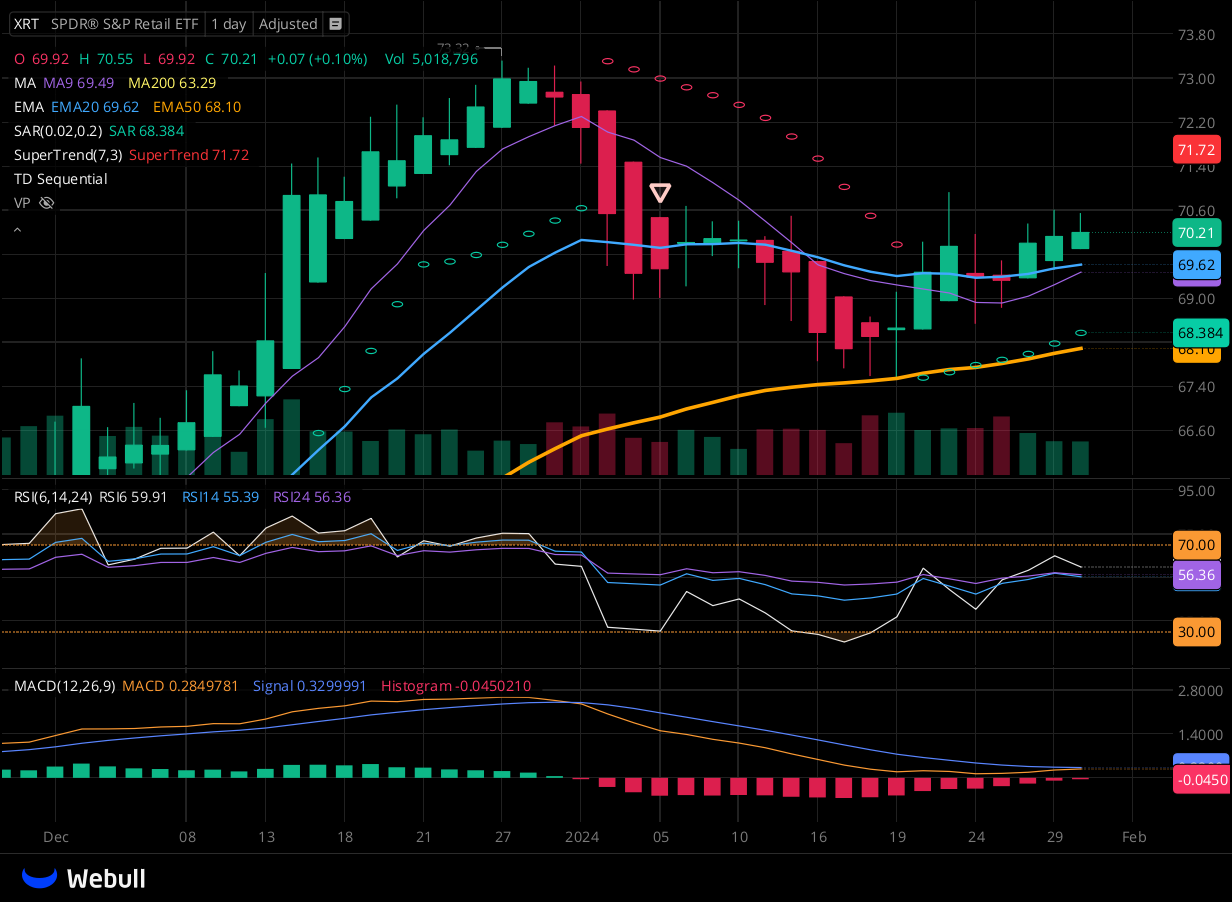 XRT SPDR® S&P Retail ETF 1 day Adjusted
73.80
O 69.92 H 70.55 L 69.92 C 70.21 +0.07 (+0.10%) Vol 5,018,796
73.00
MA MA9 69.49 MA200 63.29
EMA EMA20 69.62 EMA50 68.10
72.20
SAR(0.02,0.2) SAR 68.384
SuperTrend(7,3) SuperTrend 71.72
71.72
71.40
TD Sequential
VP
70.60
70.21
69.62
69.00
68.384
68.10
67.40
66.60
RSI(6,14,24) RSI6 59.91 RSI14 55.39 RSI24 56.36
95.00
70.00
56.36
30.00
MACD(12,26,9) MACD 0.2849781 Signal 0.3299991 Histogram -0.0450210
2.8000
1.4000
-0.0450
Dec 08 13 18 21 27 2024 05 10 16 19 24 29 Feb
Webull